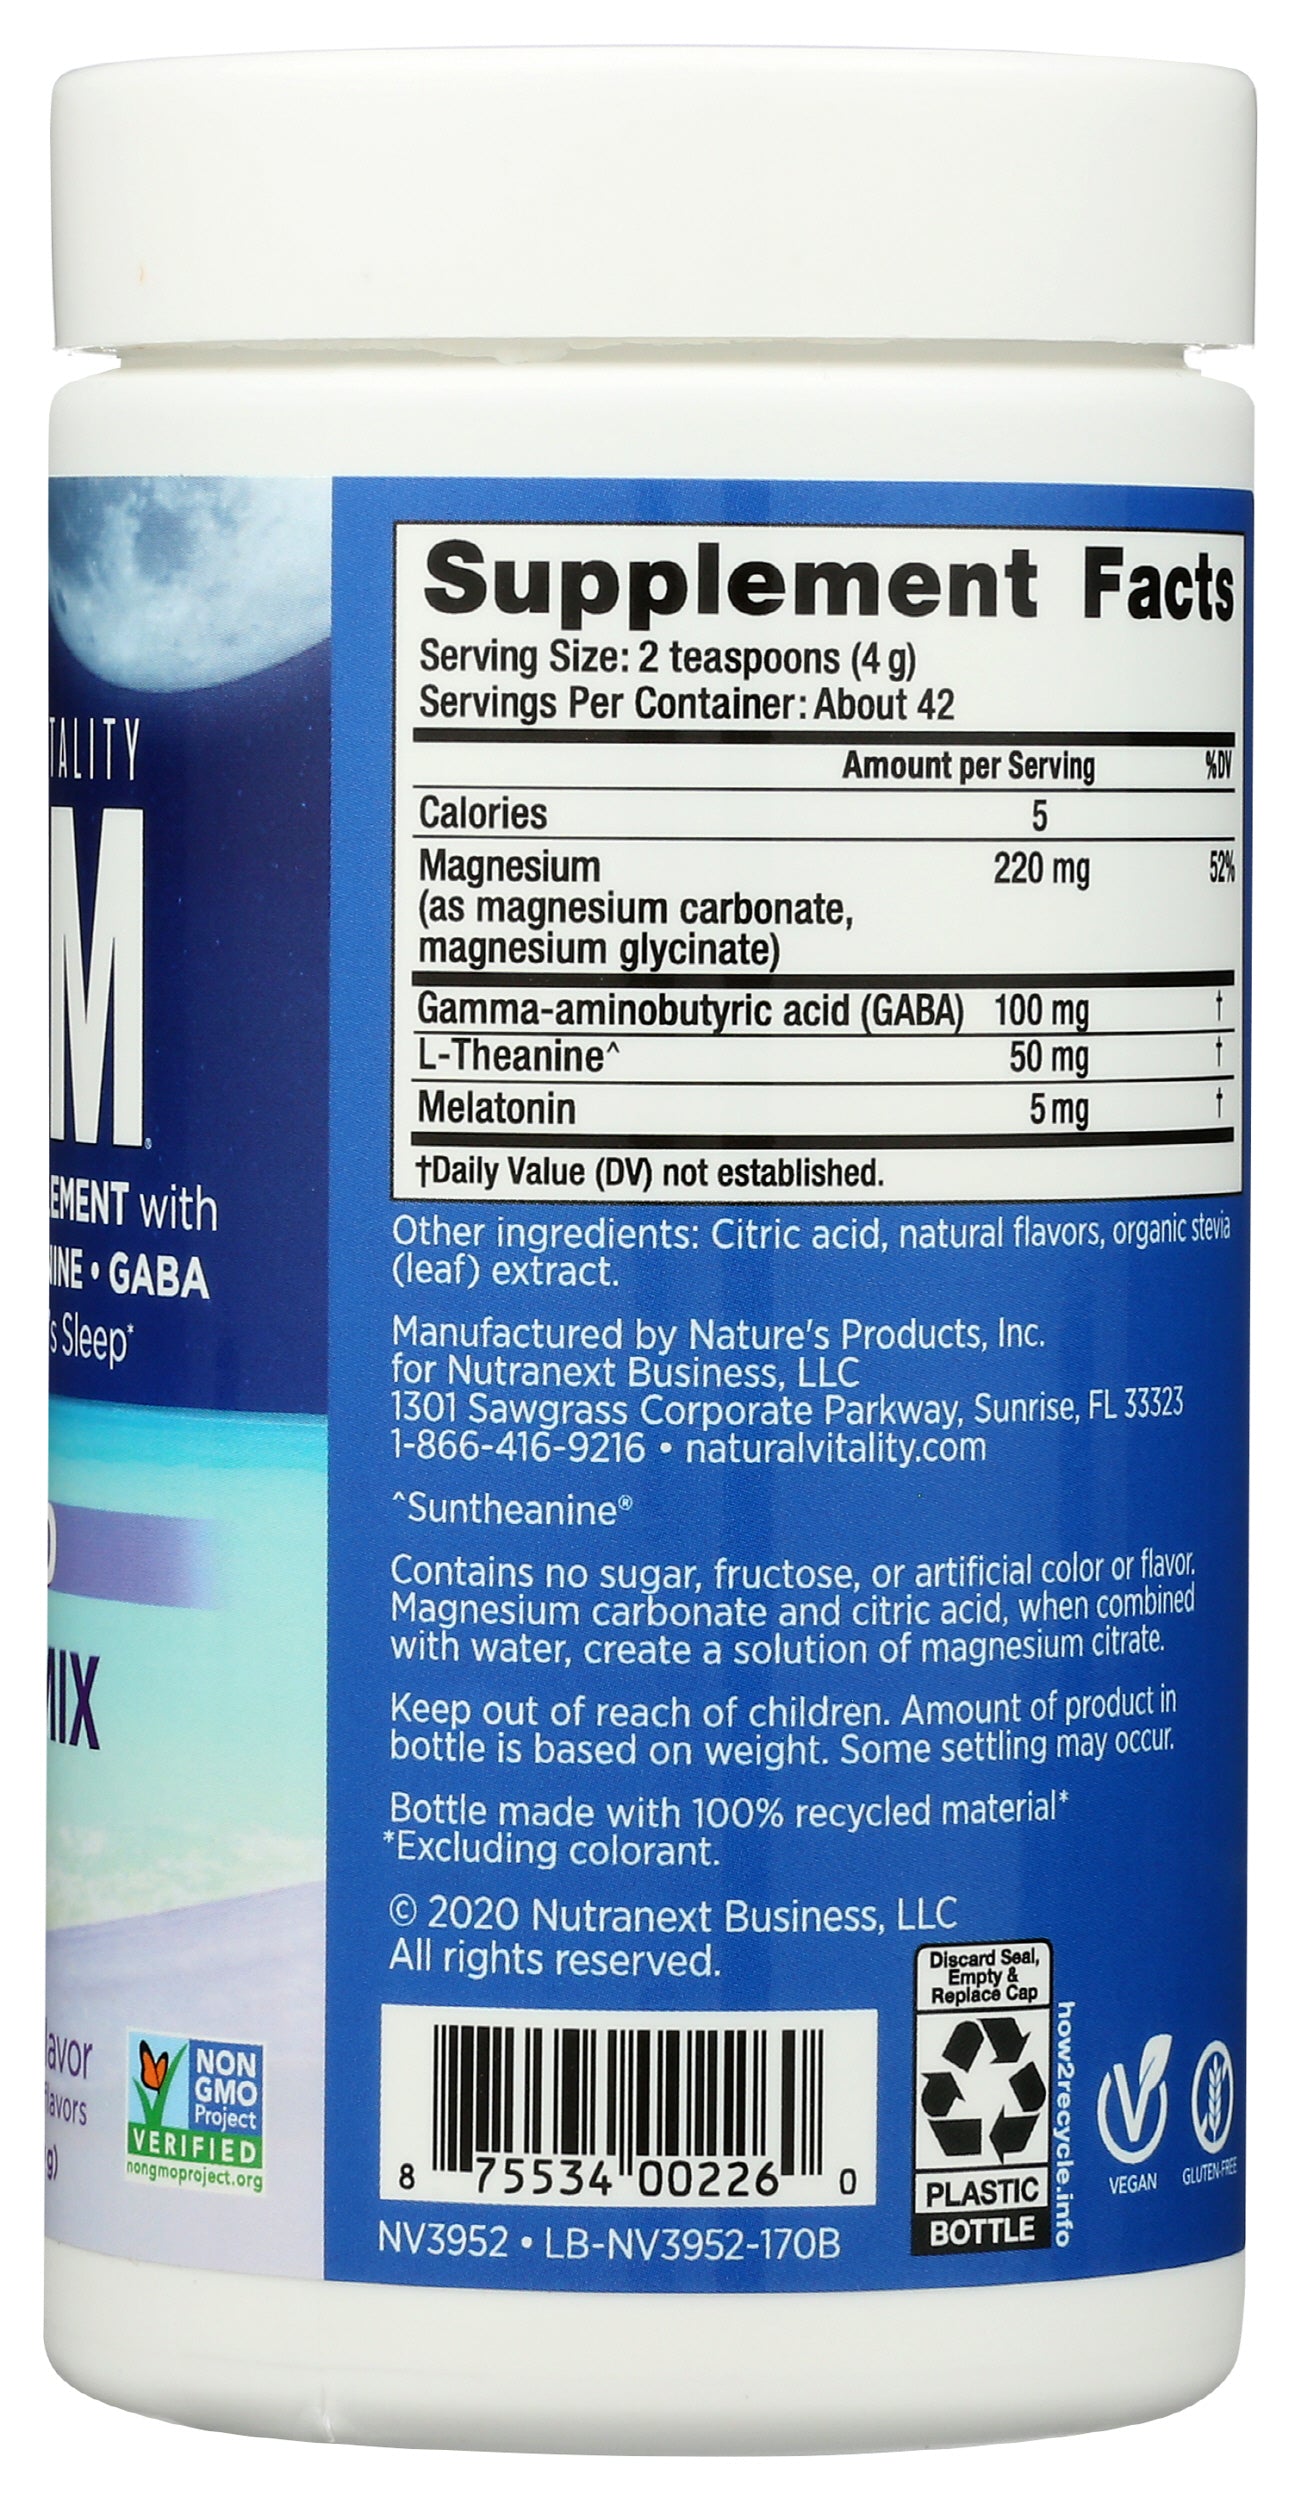 TALITY
M
EMENT with
NINE • GABA
s Sleep*
MIX
lavor
flavors
g)
NON
GMO
Project
VERIFIED
nongmoproject.org
Supplement Facts
Serving Size: 2 teaspoons (4 g)
Servings Per Container: About 42
Amount per Serving %DV
Calories 5
Magnesium 220 mg 52%
(as magnesium carbonate,
magnesium glycinate)
Gamma-aminobutyric acid (GABA) 100 mg †
L-Theanine^ 50 mg †
Melatonin 5 mg †
†Daily Value (DV) not established.
Other ingredients: Citric acid, natural flavors, organic stevia
(leaf) extract.
Manufactured by Nature's Products, Inc.
for Nutranext Business, LLC
1301 Sawgrass Corporate Parkway, Sunrise, FL 33323
1-866-416-9216 • naturalvitality.com
^Suntheanine®
Contains no sugar, fructose, or artificial color or flavor.
Magnesium carbonate and citric acid, when combined
with water, create a solution of magnesium citrate.
Keep out of reach of children. Amount of product in
bottle is based on weight. Some settling may occur.
Bottle made with 100% recycled material*
*Excluding colorant.
© 2020 Nutranext Business, LLC
All rights reserved.
Discard Seal,
Empty &
Replace Cap
PLASTIC
BOTTLE
how2recycle.info
VEGAN
GLUTEN-FREE
8 75534 00226 0
NV3952 • LB-NV3952-170B